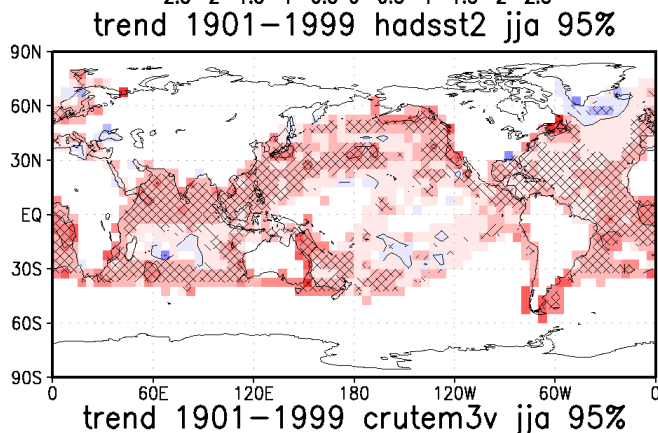 trend 1901-1999 hadsst2 jja 95%
90N
60N
30N
EQ
30S
60S
90S
0 60E 120E 180 120W 60W 0
trend 1901-1999 crutem3v jja 95%